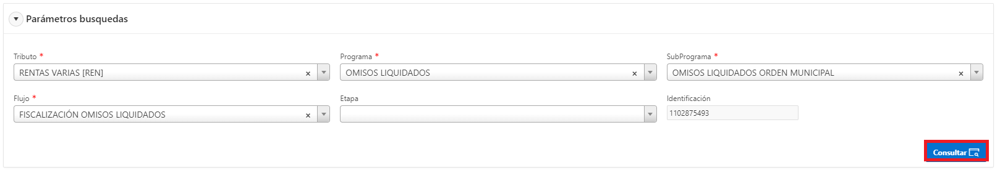 Parámetros busquedas
Tributo *
Programa *
SubPrograma *
RENTAS VARIAS [REN] ×
OMISOS LIQUIDADOS ×
OMISOS LIQUIDADOS ORDEN MUNICIPAL ×
Flujo *
Etapa
Identificación
FISCALIZACIÓN OMISOS LIQUIDADOS ×
1102875493
Consultar